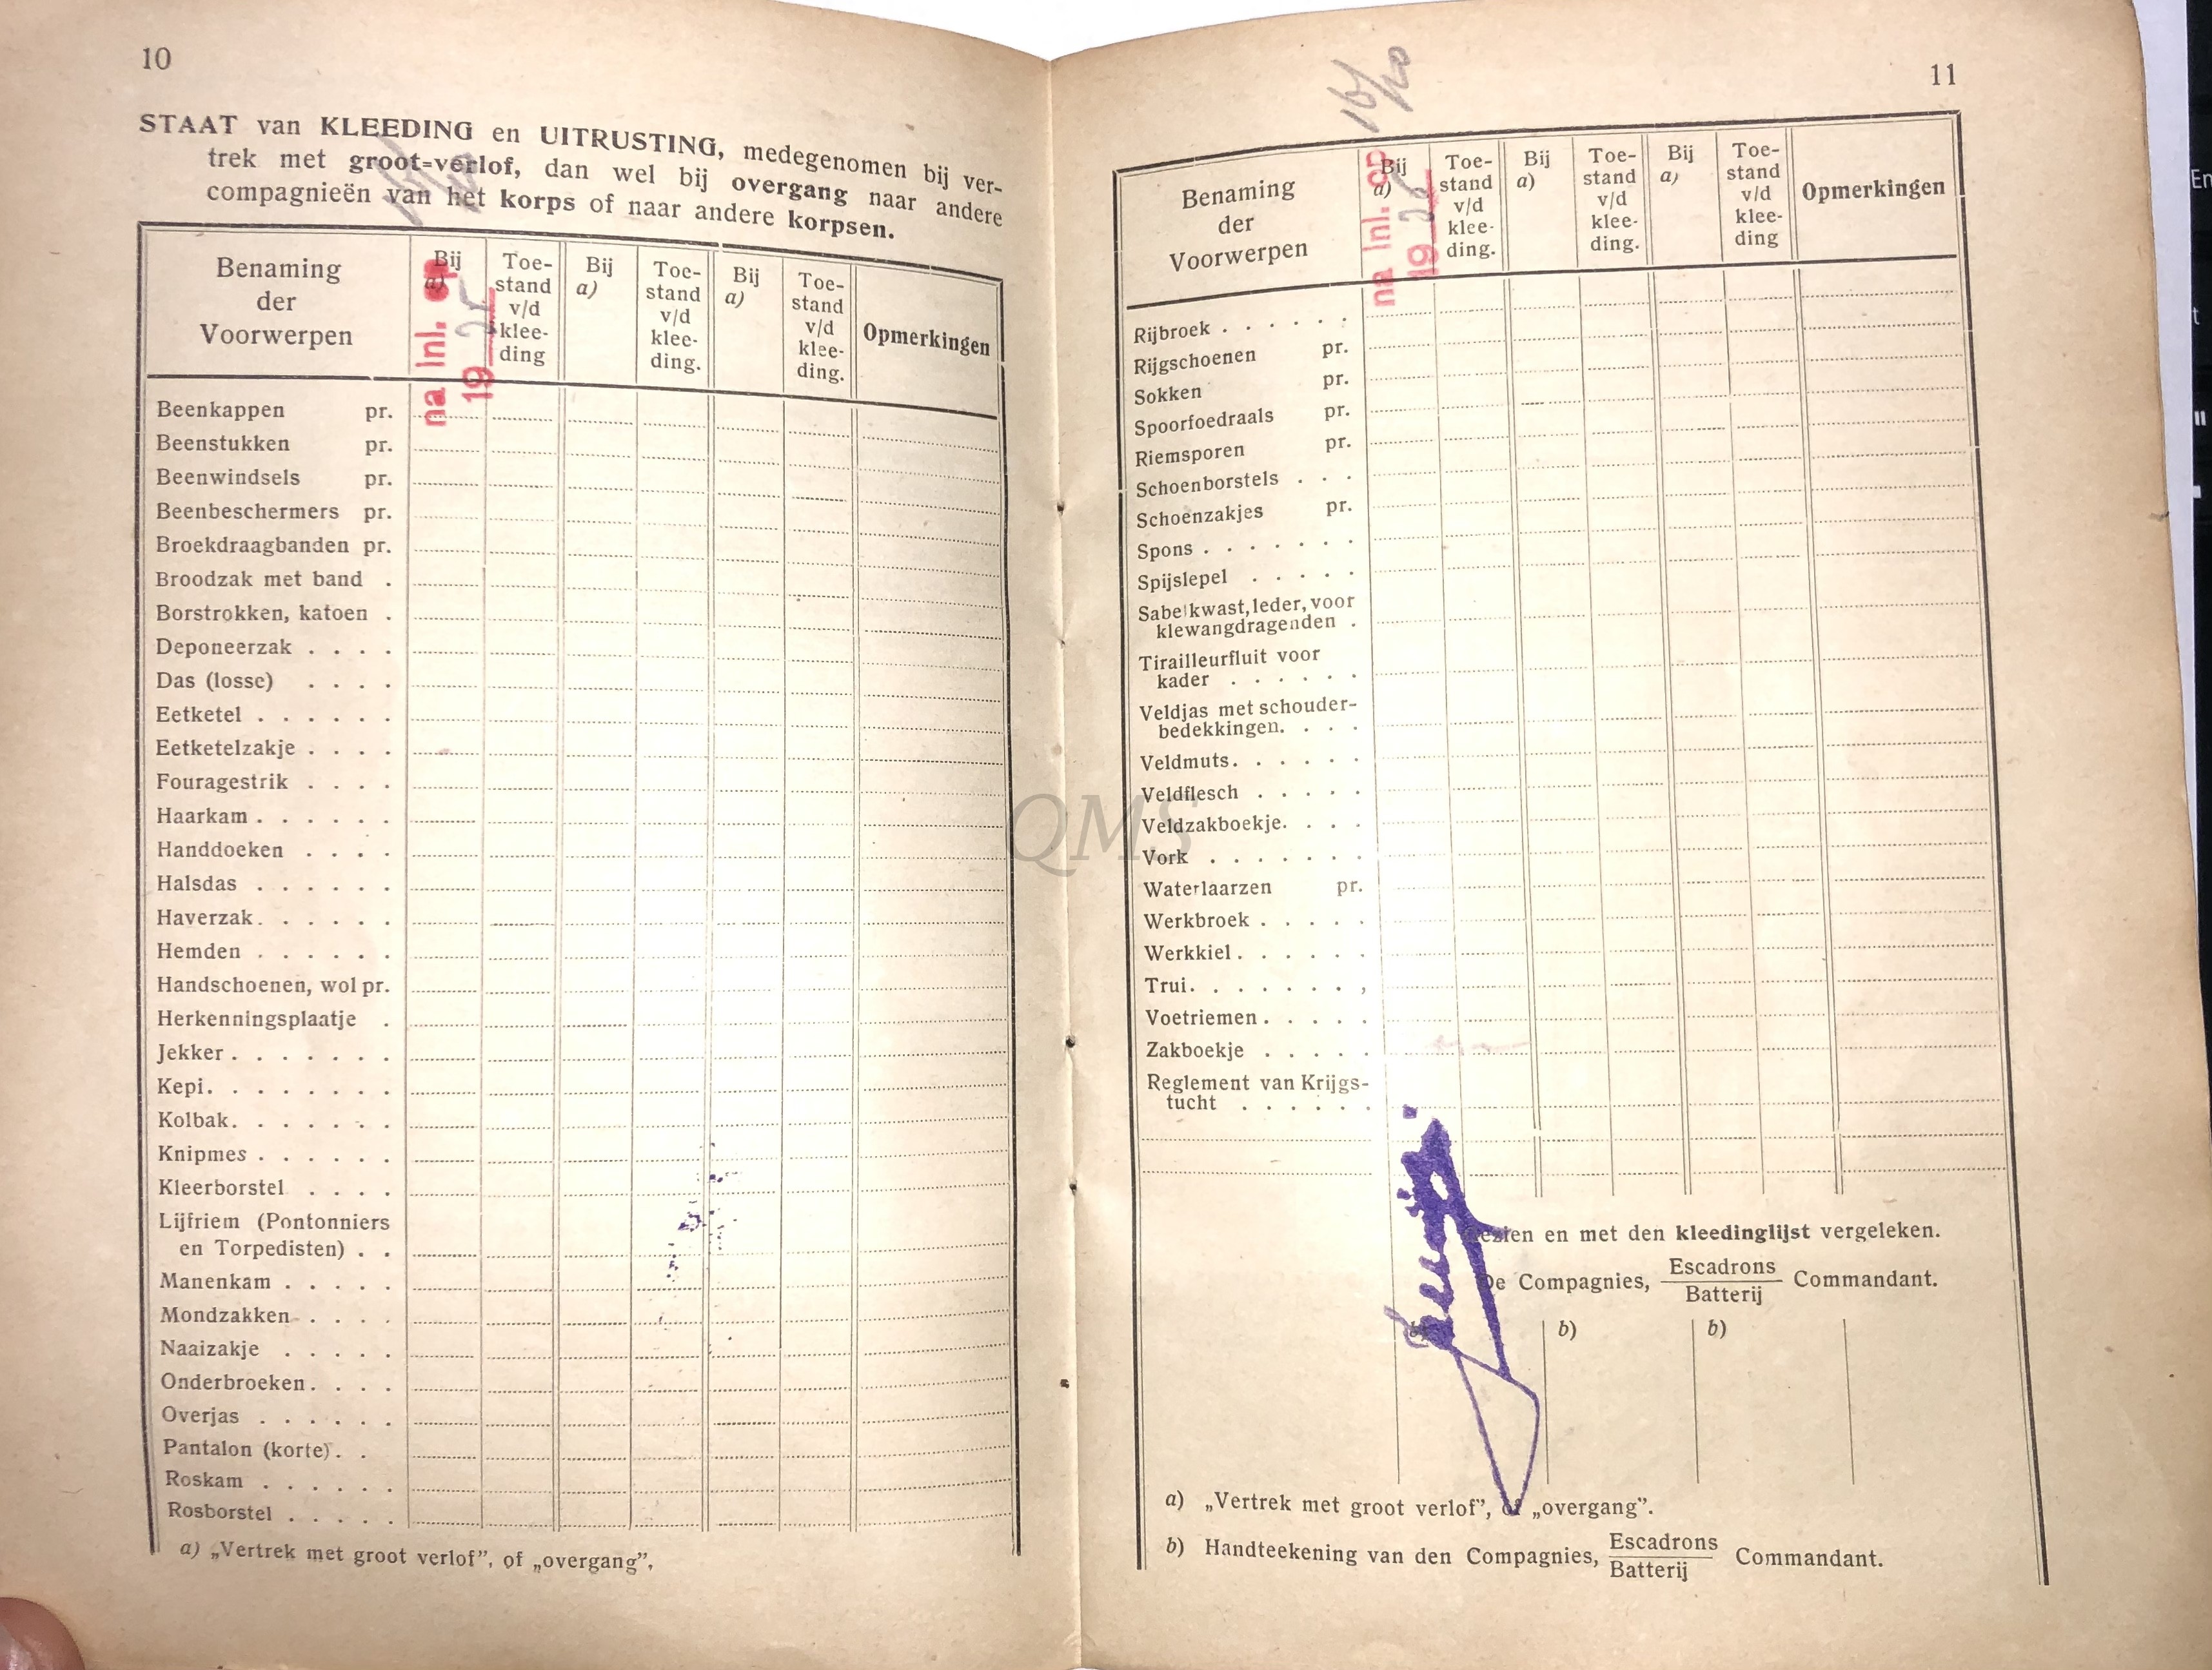 10
STAAT van KLEEDING en UITRUSTING, medegenomen bij ver-
trek met groot=verlof, dan wel bij overgang naar andere
compagnieën van het korps of naar andere korpsen.
Benaming
der
Voorwerpen
Bij
a)
Toe-
stand
v/d
klee-
ding
Bij
a)
Toe-
stand
v/d
klee-
ding.
Bij
a)
Toe-
stand
v/d
klee-
ding.
Opmerkingen
na Inl. op
19 25
Beenkappen pr.
Beenstukken pr.
Beenwindsels pr.
Beenbeschermers pr.
Broekdraagbanden pr.
Broodzak met band .
Borstrokken, katoen .
Deponeerzak . . . .
Das (losse) . . . .
Eetketel . . . . . .
Eetketelzakje . . . .
Fouragestrik . . . .
Haarkam . . . . . .
Handdoeken . . . .
Halsdas . . . . . .
Haverzak . . . . . .
Hemden . . . . . .
Handschoenen, wol pr.
Herkenningsplaatje .
Jekker . . . . . . .
Kepi. . . . . . . .
Kolbak. . . . . . .
Knipmes . . . . . .
Kleerborstel . . . .
Lijfriem (Pontonniers
en Torpedisten) . .
Manenkam . . . . .
Mondzakken . . . .
Naaizakje . . . . .
Onderbroeken . . . .
Overjas . . . . . .
Pantalon (korte) . .
Roskam . . . . . .
Rosborstel . . . . .
a) „Vertrek met groot verlof”, of „overgang”.
11
Benaming
der
Voorwerpen
Bij
a)
Toe-
stand
v/d
klee-
ding.
Bij
a)
Toe-
stand
v/d
klee-
ding.
Bij
a)
Toe-
stand
v/d
klee-
ding
Opmerkingen
na Inl. op
19 25
Rijbroek . . . . . .
Rijgschoenen pr.
Sokken pr.
Spoorfoedraals pr.
Riemsporen pr.
Schoenborstels . . .
Schoenzakjes pr.
Spons . . . . . . .
Spijslepel . . . . .
Sabelkwast, leder, voor
klewangdragenden .
Tirailleurfluit voor
kader . . . . . .
Veldjas met schouder-
bedekkingen. . . .
Veldmuts. . . . . .
Veldflesch . . . . .
Veldzakboekje. . . .
Vork . . . . . . .
Waterlaarzen pr.
Werkbroek . . . . .
Werkkiel . . . . . .
Trui. . . . . . . ,
Voetriemen . . . . .
Zakboekje . . . . .
Reglement van Krijgs-
tucht . . . . . .
QMS
ezien en met den kleedinglijst vergeleken.
De Compagnies, Escadrons
Batterij Commandant.
b) b) b)
a) „Vertrek met groot verlof”, of „overgang”.
b) Handteekening van den Compagnies, Escadrons
Batterij Commandant.